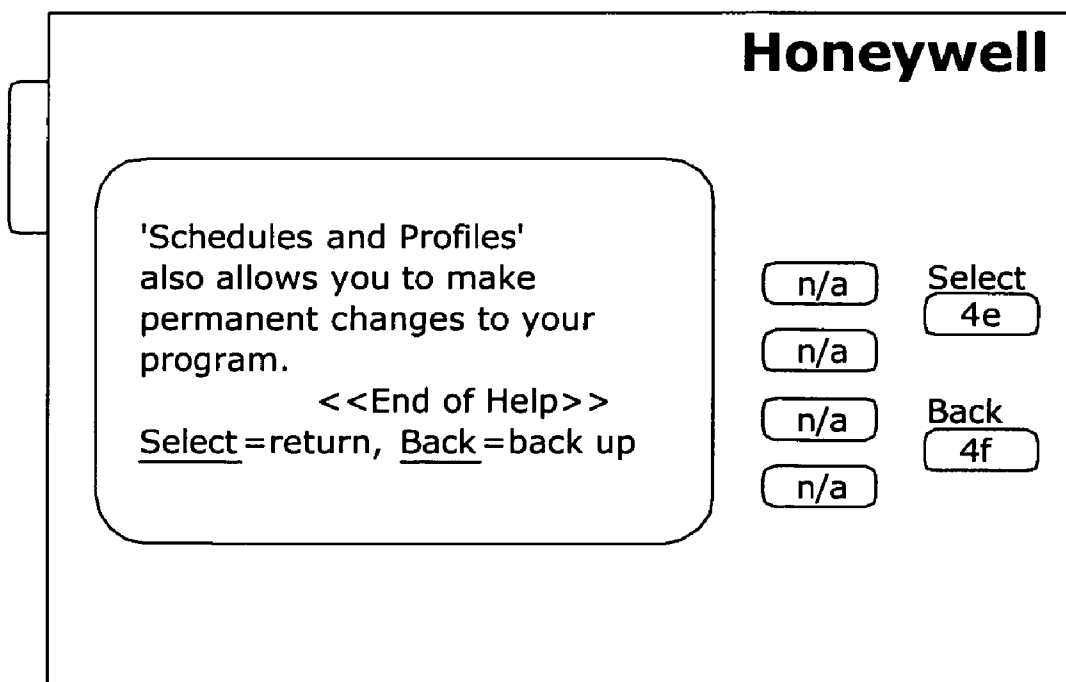 Honeywell
'Schedules and Profiles'
also allows you to make
permanent changes to your
program.
<<End of Help>>
Select=return, Back=back up
n/a
n/a
n/a
n/a
Select
4e
Back
4f